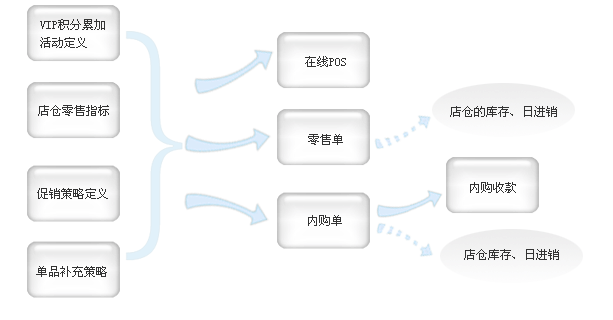 VIP积分累加
活动定义
店仓零售指标
促销策略定义
单品补充策略
在线POS
零售单
内购单
店仓的库存、日进销
内购收款
店仓库存、日进销